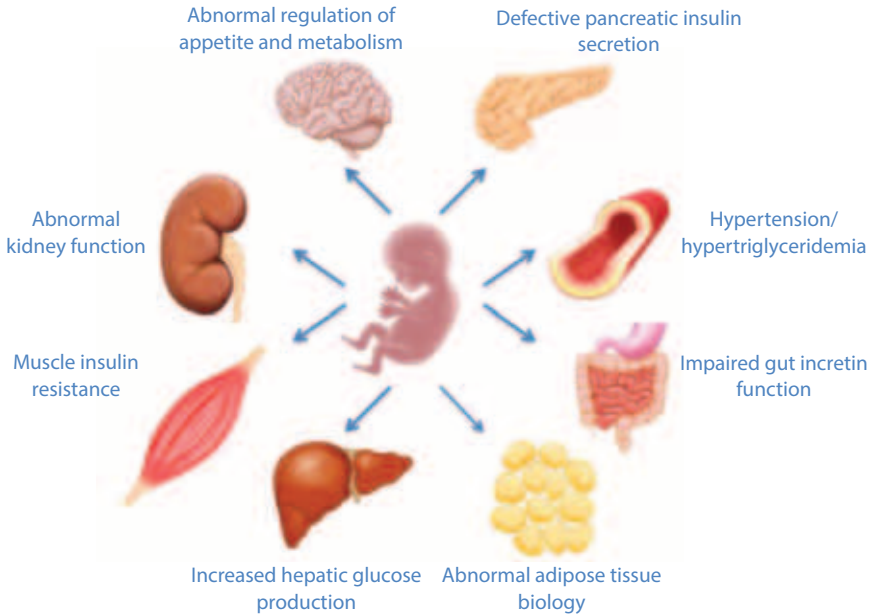 Abnormal regulation of
appetite and metabolism
Defective pancreatic insulin
secretion
Abnormal
kidney function
Hypertension/
hypertriglyceridemia
Muscle insulin
resistance
Impaired gut incretin
function
Increased hepatic glucose
production
Abnormal adipose tissue
biology